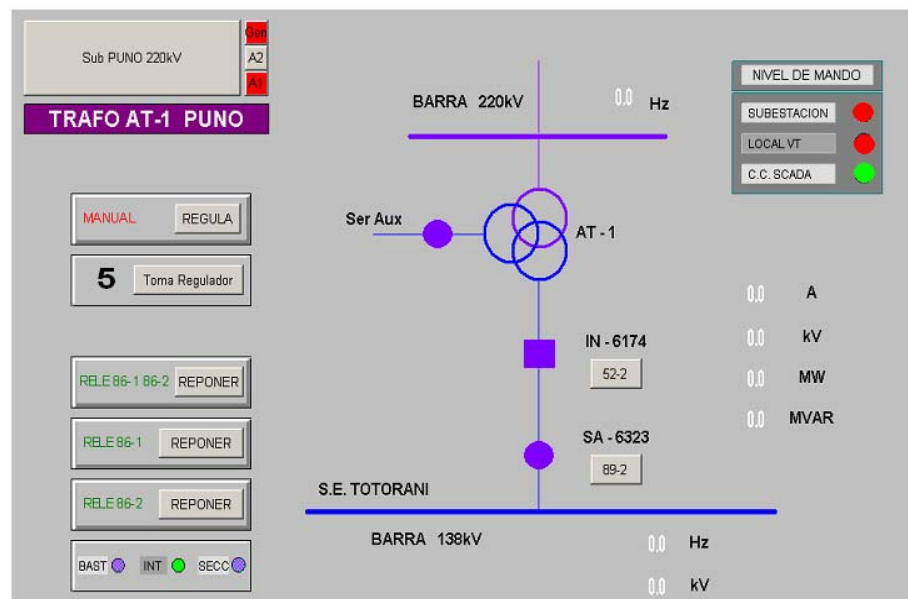 Sub PUNO 220kV
Gen
A2
A1
TRAFO AT-1 PUNO
BARRA 220kV
0.0 Hz
NIVEL DE MANDO
SUBESTACION
LOCAL VT
C.C. SCADA
MANUAL REGULA
5 Toma Regulador
Ser Aux
AT - 1
0.0 A
0.0 kV
0.0 MW
0.0 MVAR
IN - 6174
52-2
SA - 6323
89-2
RELE 86-1 86-2 REPONER
RELE 86-1 REPONER
RELE 86-2 REPONER
BAST INT SECC
S.E. TOTORANI
BARRA 138kV
0.0 Hz
0.0 kV